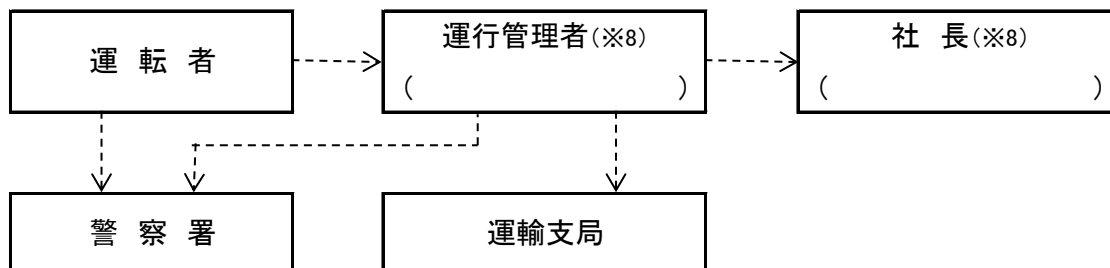 運 転 者
運行管理者(※8)
(　　　　　　　　)
社 長(※8)
(　　　　　　　　)
警 察 署
運輸支局